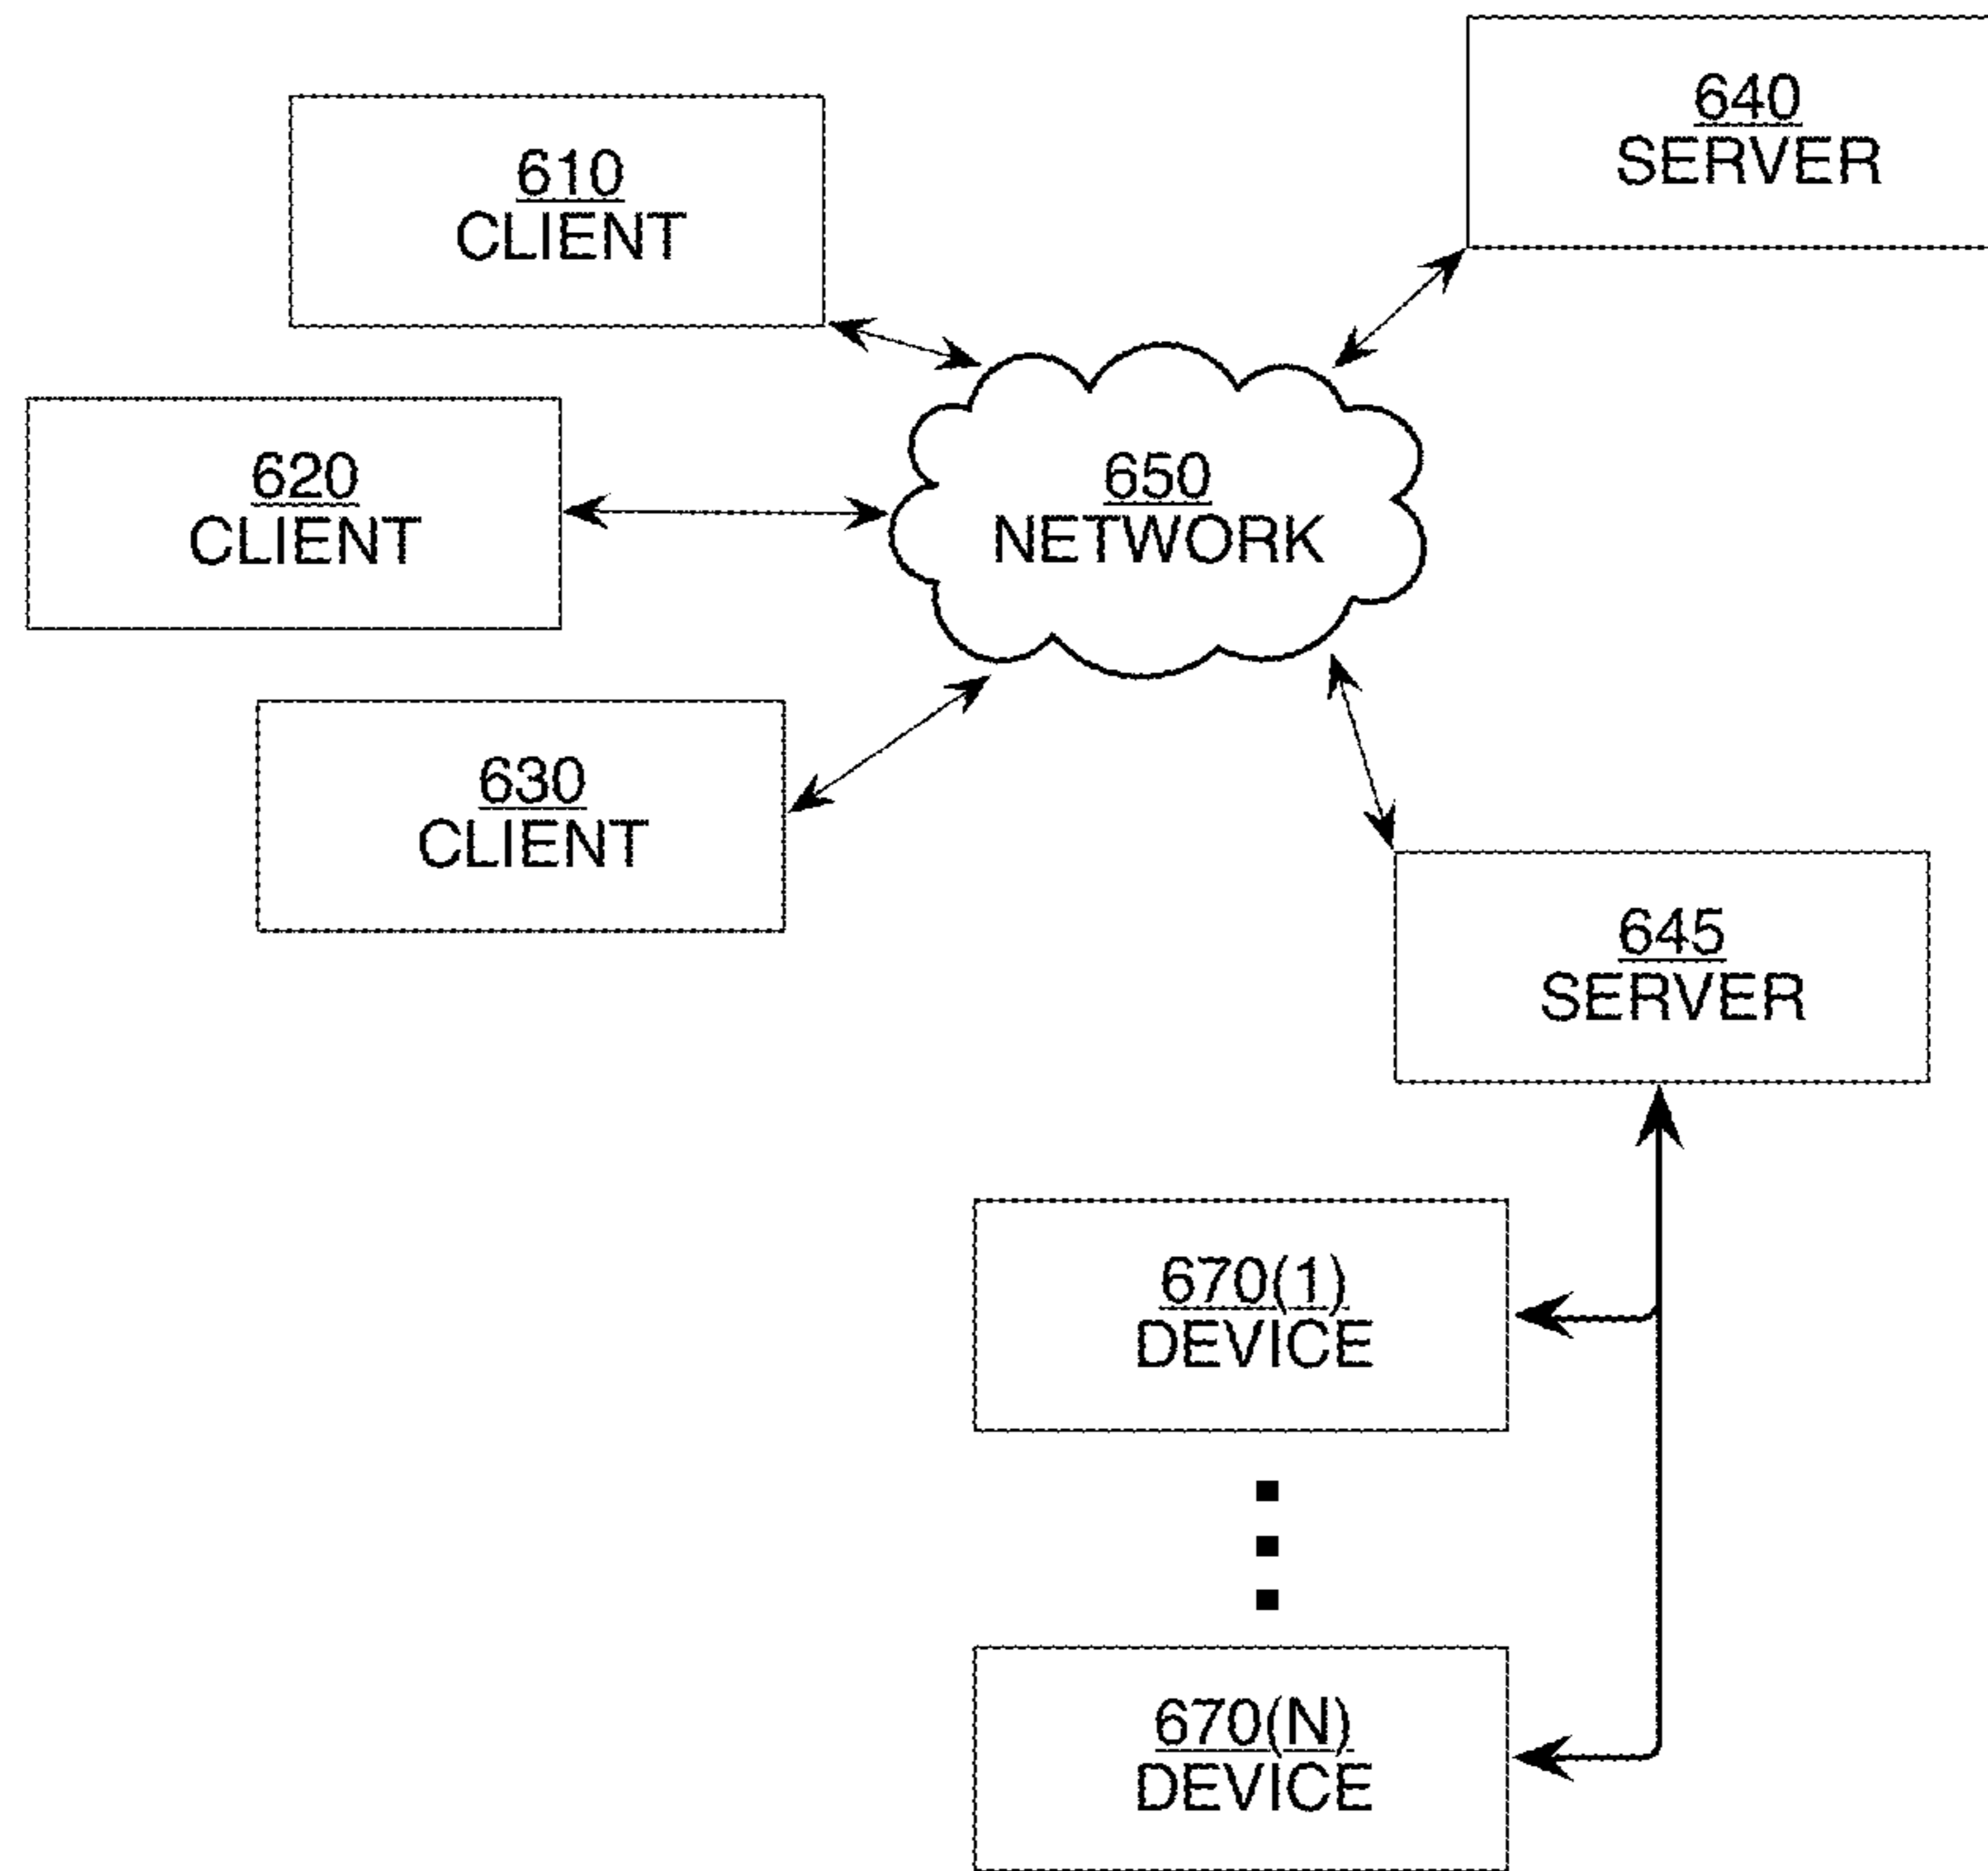 640
SERVER
610
CLIENT
620
CLIENT
650
NETWORK
630
CLIENT
645
SERVER
670(1)
DEVICE
670(N)
DEVICE